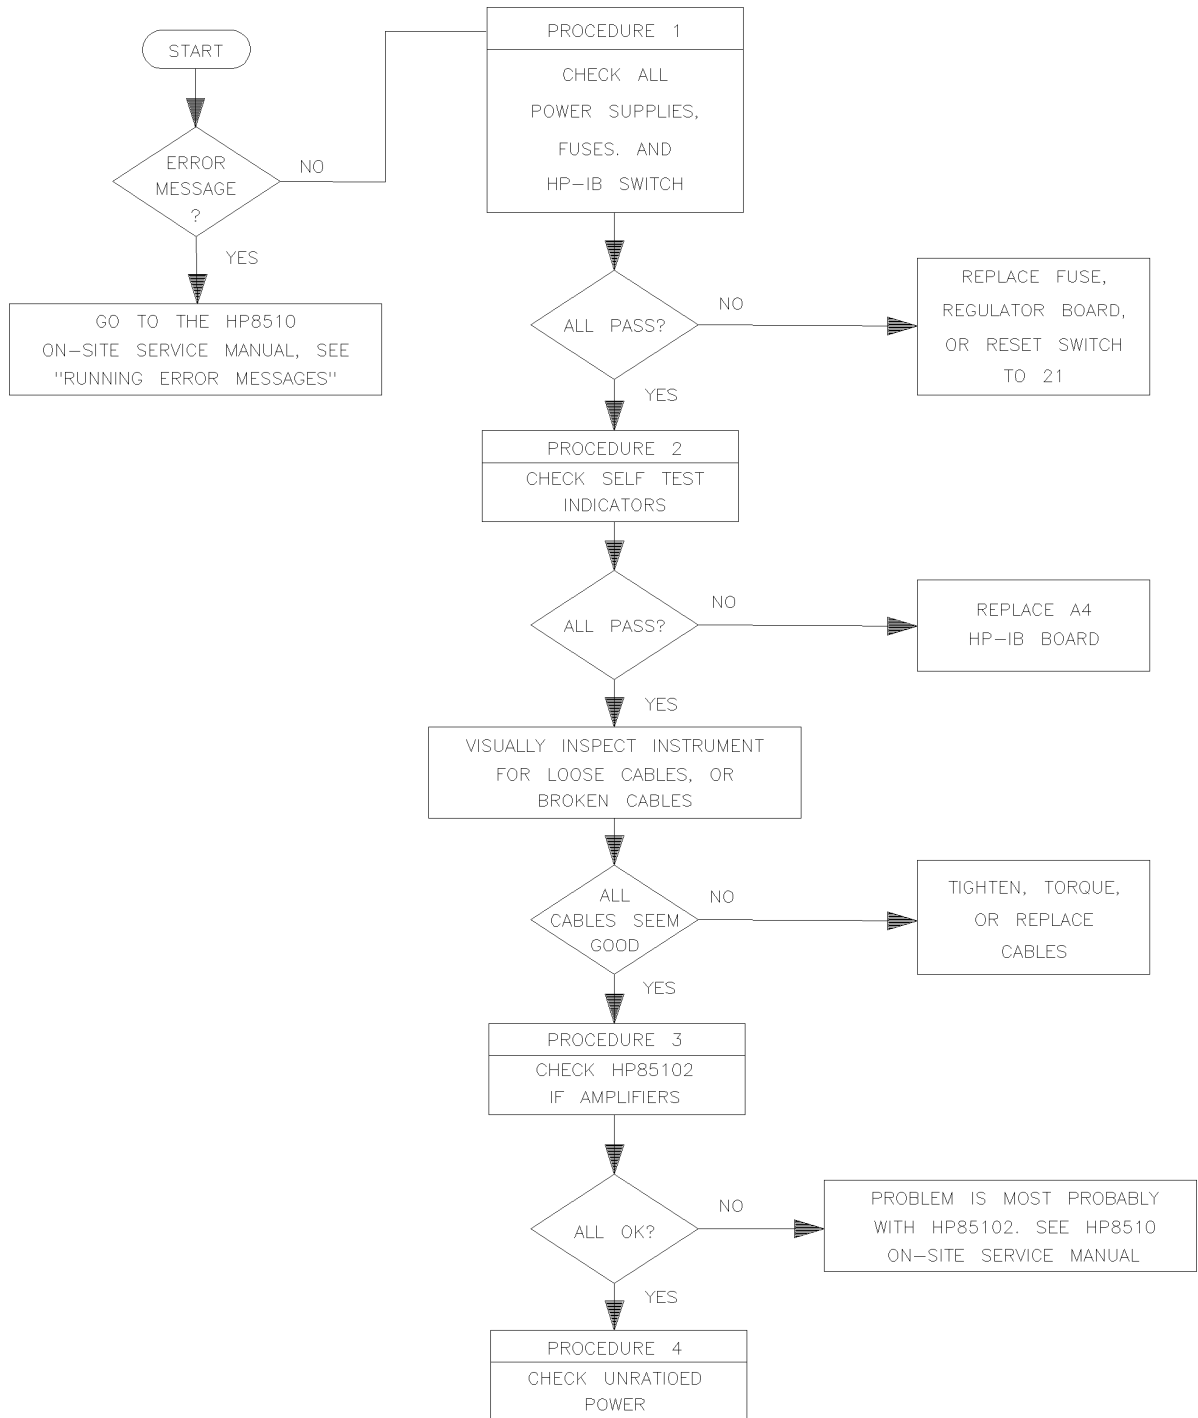 START
ERROR
MESSAGE
?
NO
YES
GO TO THE HP8510
ON-SITE SERVICE MANUAL, SEE
"RUNNING ERROR MESSAGES"
PROCEDURE 1
CHECK ALL
POWER SUPPLIES,
FUSES. AND
HP-IB SWITCH
ALL PASS?
NO
REPLACE FUSE,
REGULATOR BOARD,
OR RESET SWITCH
TO 21
YES
PROCEDURE 2
CHECK SELF TEST
INDICATORS
ALL PASS?
NO
REPLACE A4
HP-IB BOARD
YES
VISUALLY INSPECT INSTRUMENT
FOR LOOSE CABLES, OR
BROKEN CABLES
ALL
CABLES SEEM
GOOD
NO
TIGHTEN, TORQUE,
OR REPLACE
CABLES
YES
PROCEDURE 3
CHECK HP85102
IF AMPLIFIERS
ALL OK?
NO
PROBLEM IS MOST PROBABLY
WITH HP85102. SEE HP8510
ON-SITE SERVICE MANUAL
YES
PROCEDURE 4
CHECK UNRATIOED
POWER